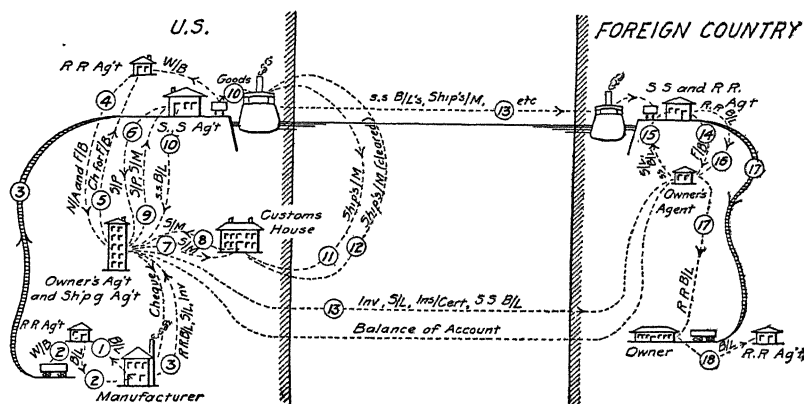 U.S.
FOREIGN COUNTRY
R R Ag't
W/B
Goods
10
4
S.S Ag't
s.s B/L's, Ship's/M,
13
etc
S S and R R.
Ag't
R.R. B/L
N/A and F/B
5
Ch for F/B
6
S/P
S/P, S/M
9
10
s.s B/L
Ship's/M
Ship's/M (cleared)
15
14
F/B
16
17
S/L
B/L
3
Owner's
Agent
17
S/M
8
7
S/M
Customs
House
11
12
Owner's Ag't
and Sh'p'g Ag't
Cheque
R R B/L, S/L, Inv
13
Inv, S/L, Ins/Cert, S S B/L
Balance of Account
R R B/L
R R Ag't
W/B
2
B/L
1
B/L
2
3
Manufacturer
Owner
18
B/L
R.R Ag't